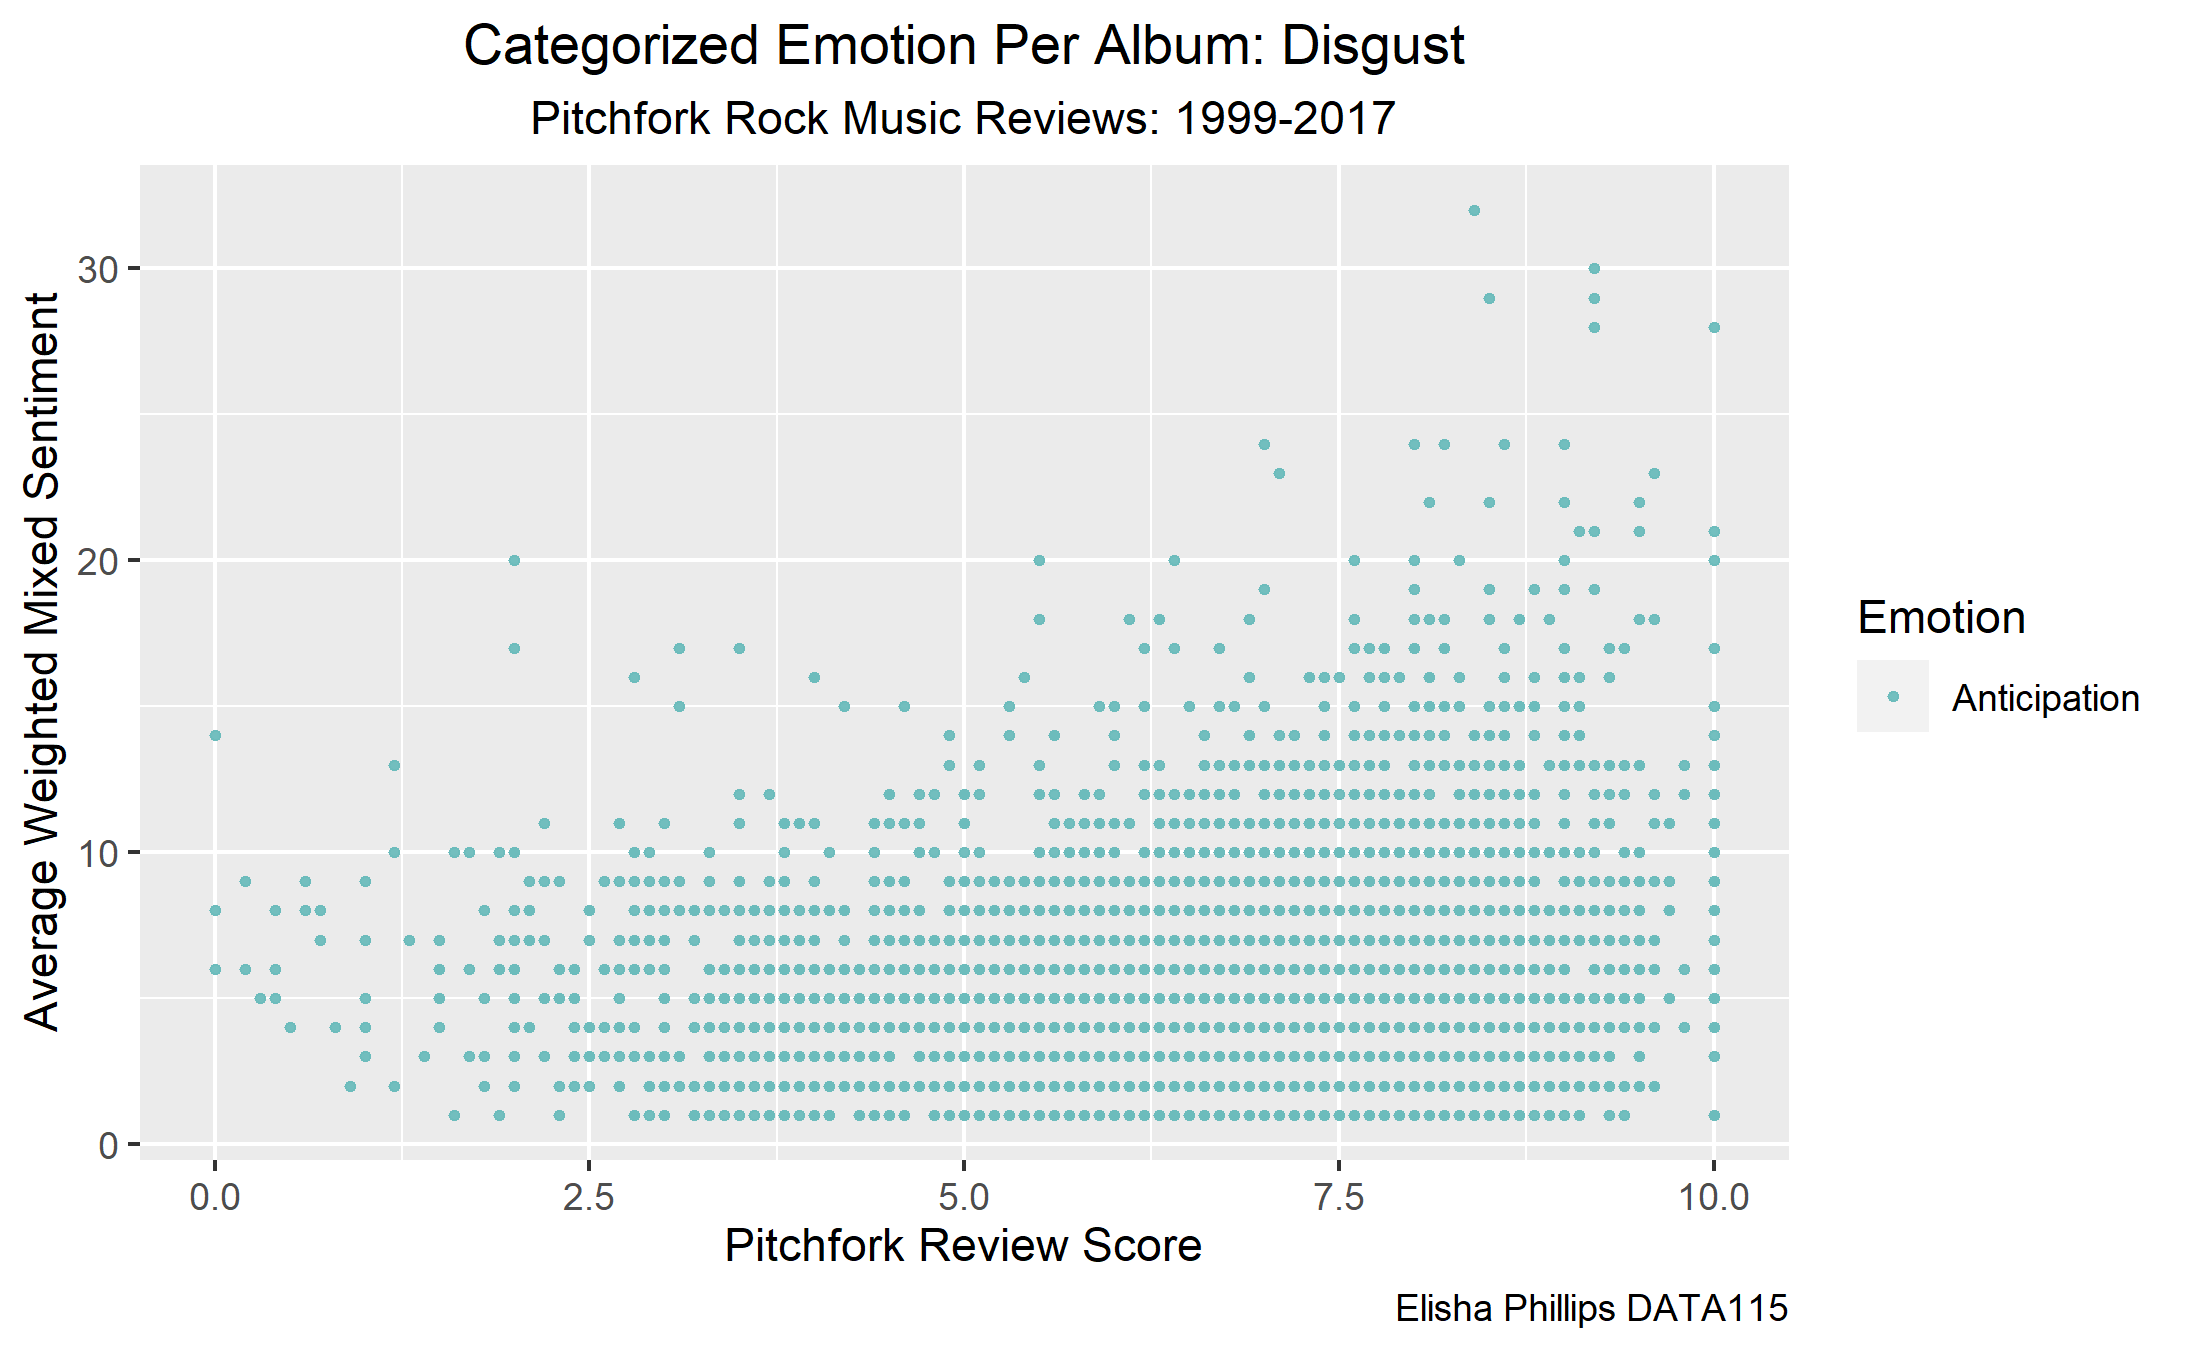 Categorized Emotion Per Album: Disgust
Pitchfork Rock Music Reviews: 1999-2017
Average Weighted Mixed Sentiment
30
20
10
0
0.0 2.5 5.0 7.5 10.0
Pitchfork Review Score
Emotion
Anticipation
Elisha Phillips DATA115